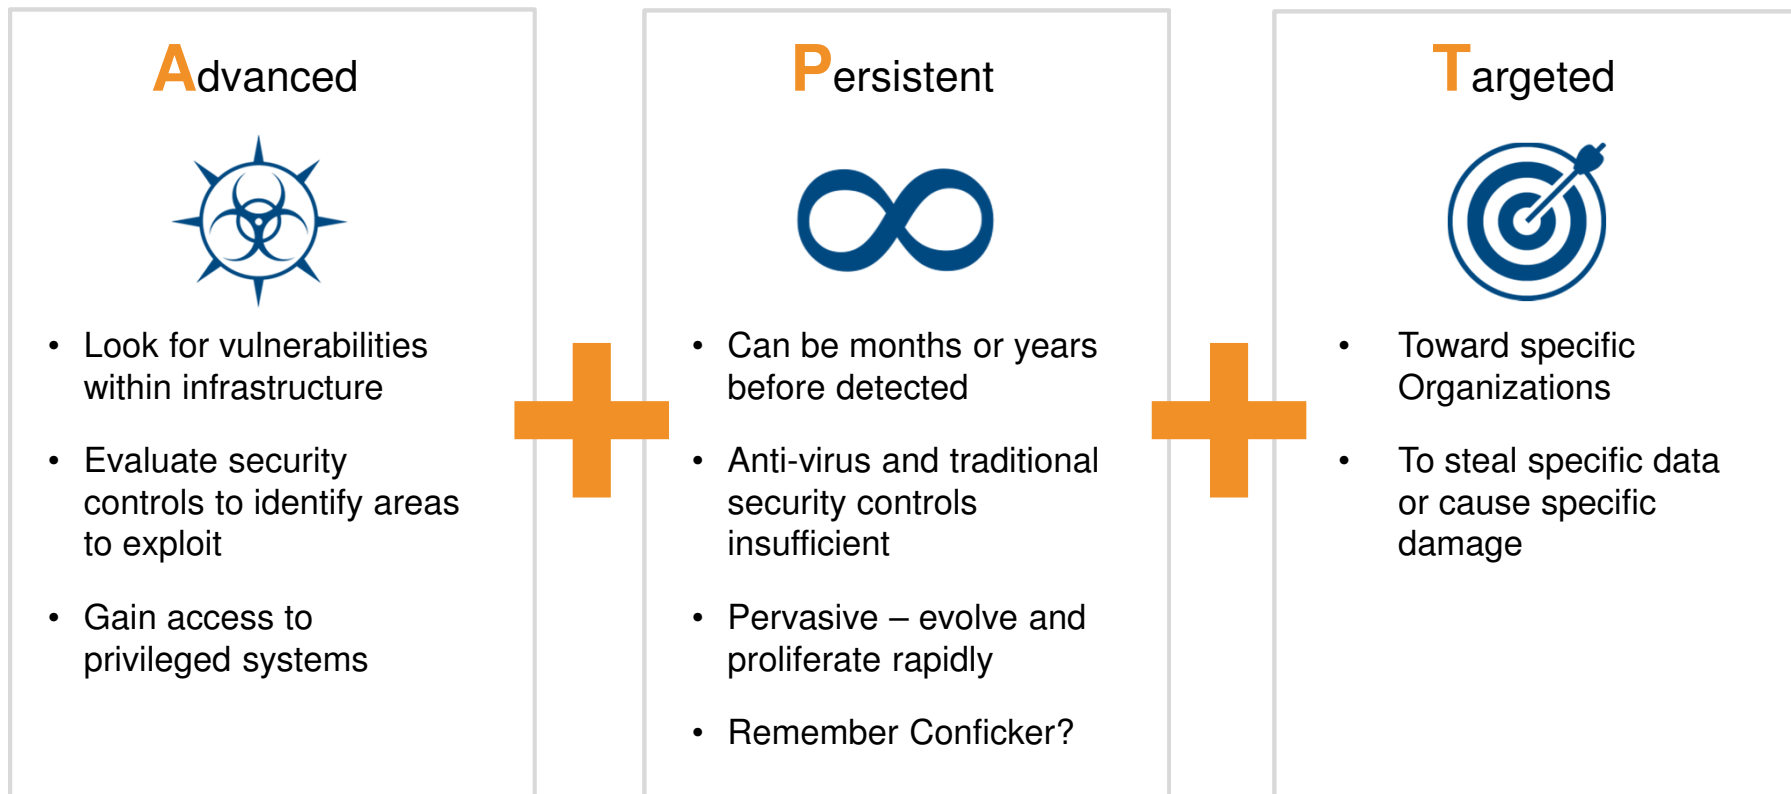 Advanced
• Look for vulnerabilities
within infrastructure
• Evaluate security
controls to identify areas
to exploit
• Gain access to
privileged systems
Persistent
• Can be months or years
before detected
• Anti-virus and traditional
security controls
insufficient
• Pervasive – evolve and
proliferate rapidly
• Remember Conficker?
Targeted
• Toward specific
Organizations
• To steal specific data
or cause specific
damage